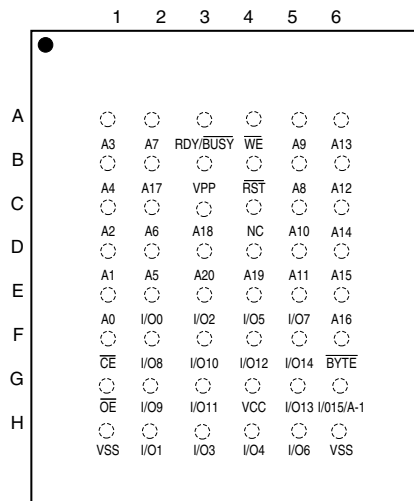 1 2 3 4 5 6
A
A3 A7 RDY/BUSY WE A9 A13
B
A4 A17 VPP RST A8 A12
C
A2 A6 A18 NC A10 A14
D
A1 A5 A20 A19 A11 A15
E
A0 I/O0 I/O2 I/O5 I/O7 A16
F
CE I/O8 I/O10 I/O12 I/O14 BYTE
G
OE I/O9 I/O11 VCC I/O13 I/015/A-1
H
VSS I/O1 I/O3 I/O4 I/O6 VSS